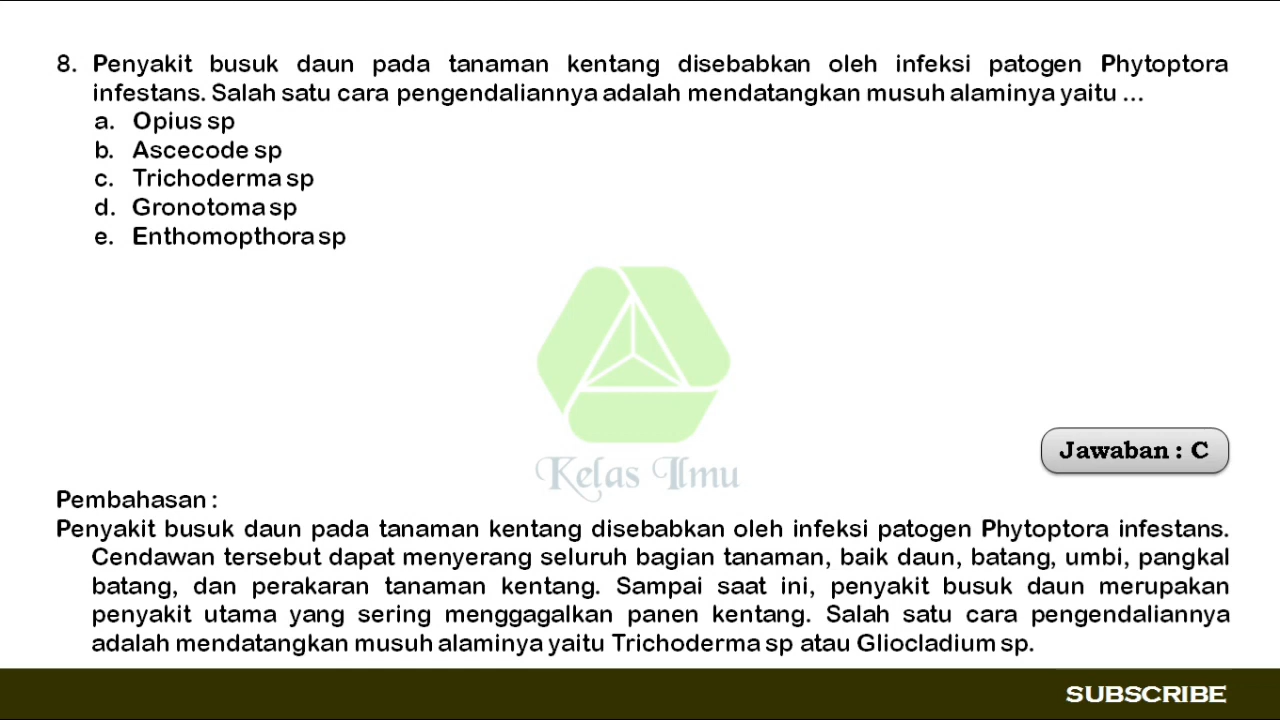 8. Penyakit busuk daun pada tanaman kentang disebabkan oleh infeksi patogen Phytoptora
infestans. Salah satu cara pengendaliannya adalah mendatangkan musuh alaminya yaitu ...
a. Opius sp
b. Ascecode sp
c. Trichoderma sp
d. Gronotoma sp
e. Enthomopthora sp
Jawaban : C
Kelas Ilmu
Pembahasan :
Penyakit busuk daun pada tanaman kentang disebabkan oleh infeksi patogen Phytoptora infestans.
Cendawan tersebut dapat menyerang seluruh bagian tanaman, baik daun, batang, umbi, pangkal
batang, dan perakaran tanaman kentang. Sampai saat ini, penyakit busuk daun merupakan
penyakit utama yang sering menggagalkan panen kentang. Salah satu cara pengendaliannya
adalah mendatangkan musuh alaminya yaitu Trichoderma sp atau Gliocladium sp.
SUBSCRIBE